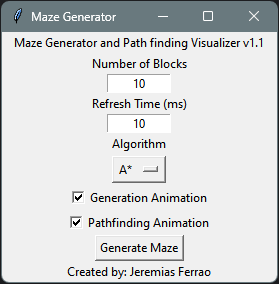 Maze Generator
Maze Generator and Path finding Visualizer v1.1
Number of Blocks
10
Refresh Time (ms)
10
Algorithm
A*
Generation Animation
Pathfinding Animation
Generate Maze
Created by: Jeremias Ferrao